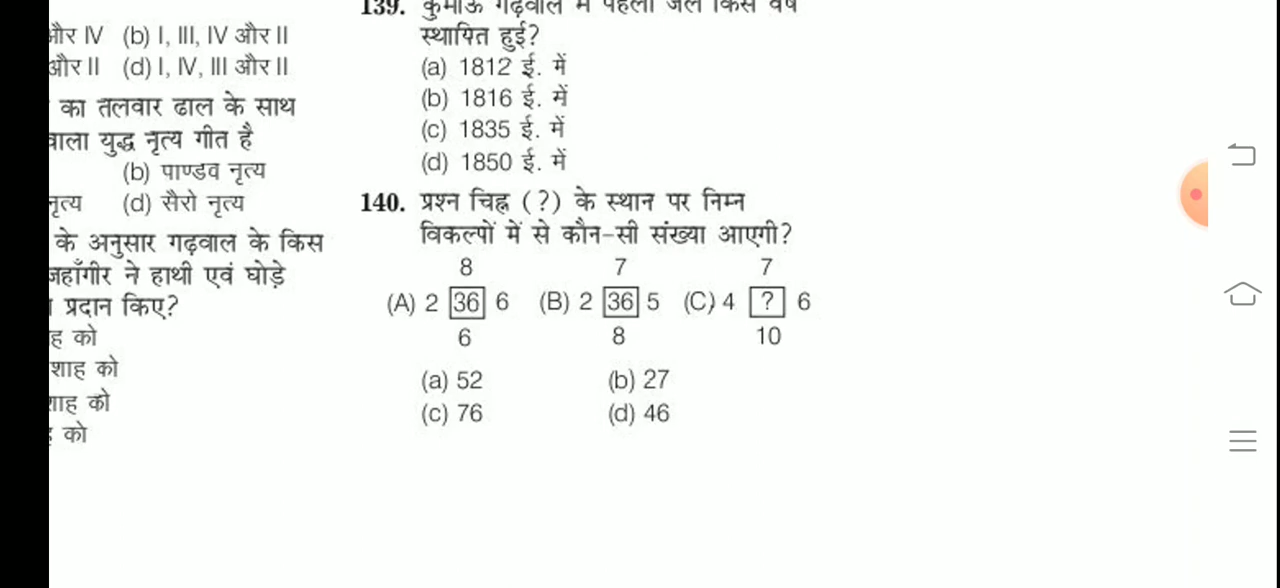 और IV (b) I, III, IV और II
और II (d) I, IV, III और II
का तलवार ढाल के साथ
वाला युद्ध नृत्य गीत है
(b) पाण्डव नृत्य
नृत्य (d) सैरो नृत्य
के अनुसार गढ़वाल के किस
जहाँगीर ने हाथी एवं घोड़े
प्रदान किए?
को
शाह को
शाह को
को
139. कुमाऊँ गढ़वाल में पहली जेल किस वर्ष
स्थापित हुई?
(a) 1812 ई. में
(b) 1816 ई. में
(c) 1835 ई. में
(d) 1850 ई. में
140. प्रश्न चिह्न (?) के स्थान पर निम्न
विकल्पों में से कौन-सी संख्या आएगी?
8 7 7
(A) 2 36 6 (B) 2 36 5 (C) 4 ? 6
6 8 10
(a) 52 (b) 27
(c) 76 (d) 46